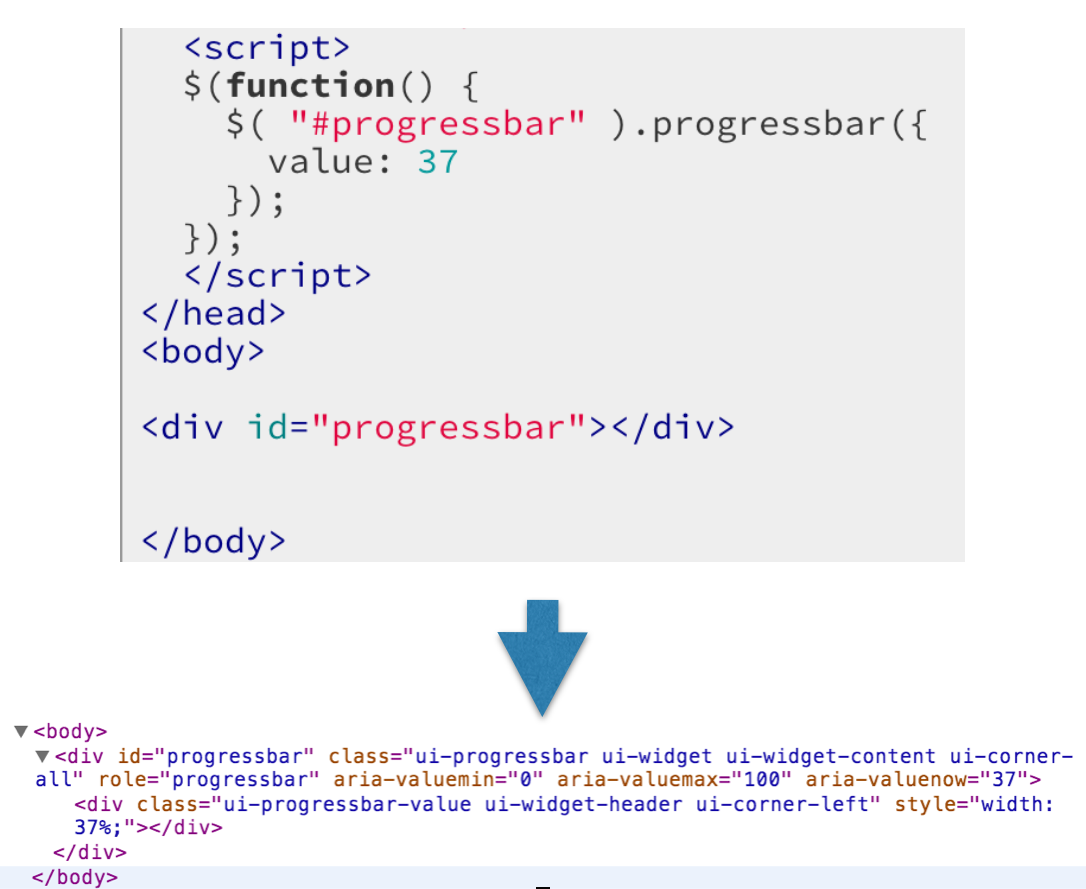 <script>
$(function() {
$( "#progressbar" ).progressbar({
value: 37
});
});
</script>
</head>
<body>
<div id="progressbar"></div>
</body>
▼<body>
▼<div id="progressbar" class="ui-progressbar ui-widget ui-widget-content ui-corner-
all" role="progressbar" aria-valuemin="0" aria-valuemax="100" aria-valuenow="37">
<div class="ui-progressbar-value ui-widget-header ui-corner-left" style="width:
37%;"></div>
</div>
</body>